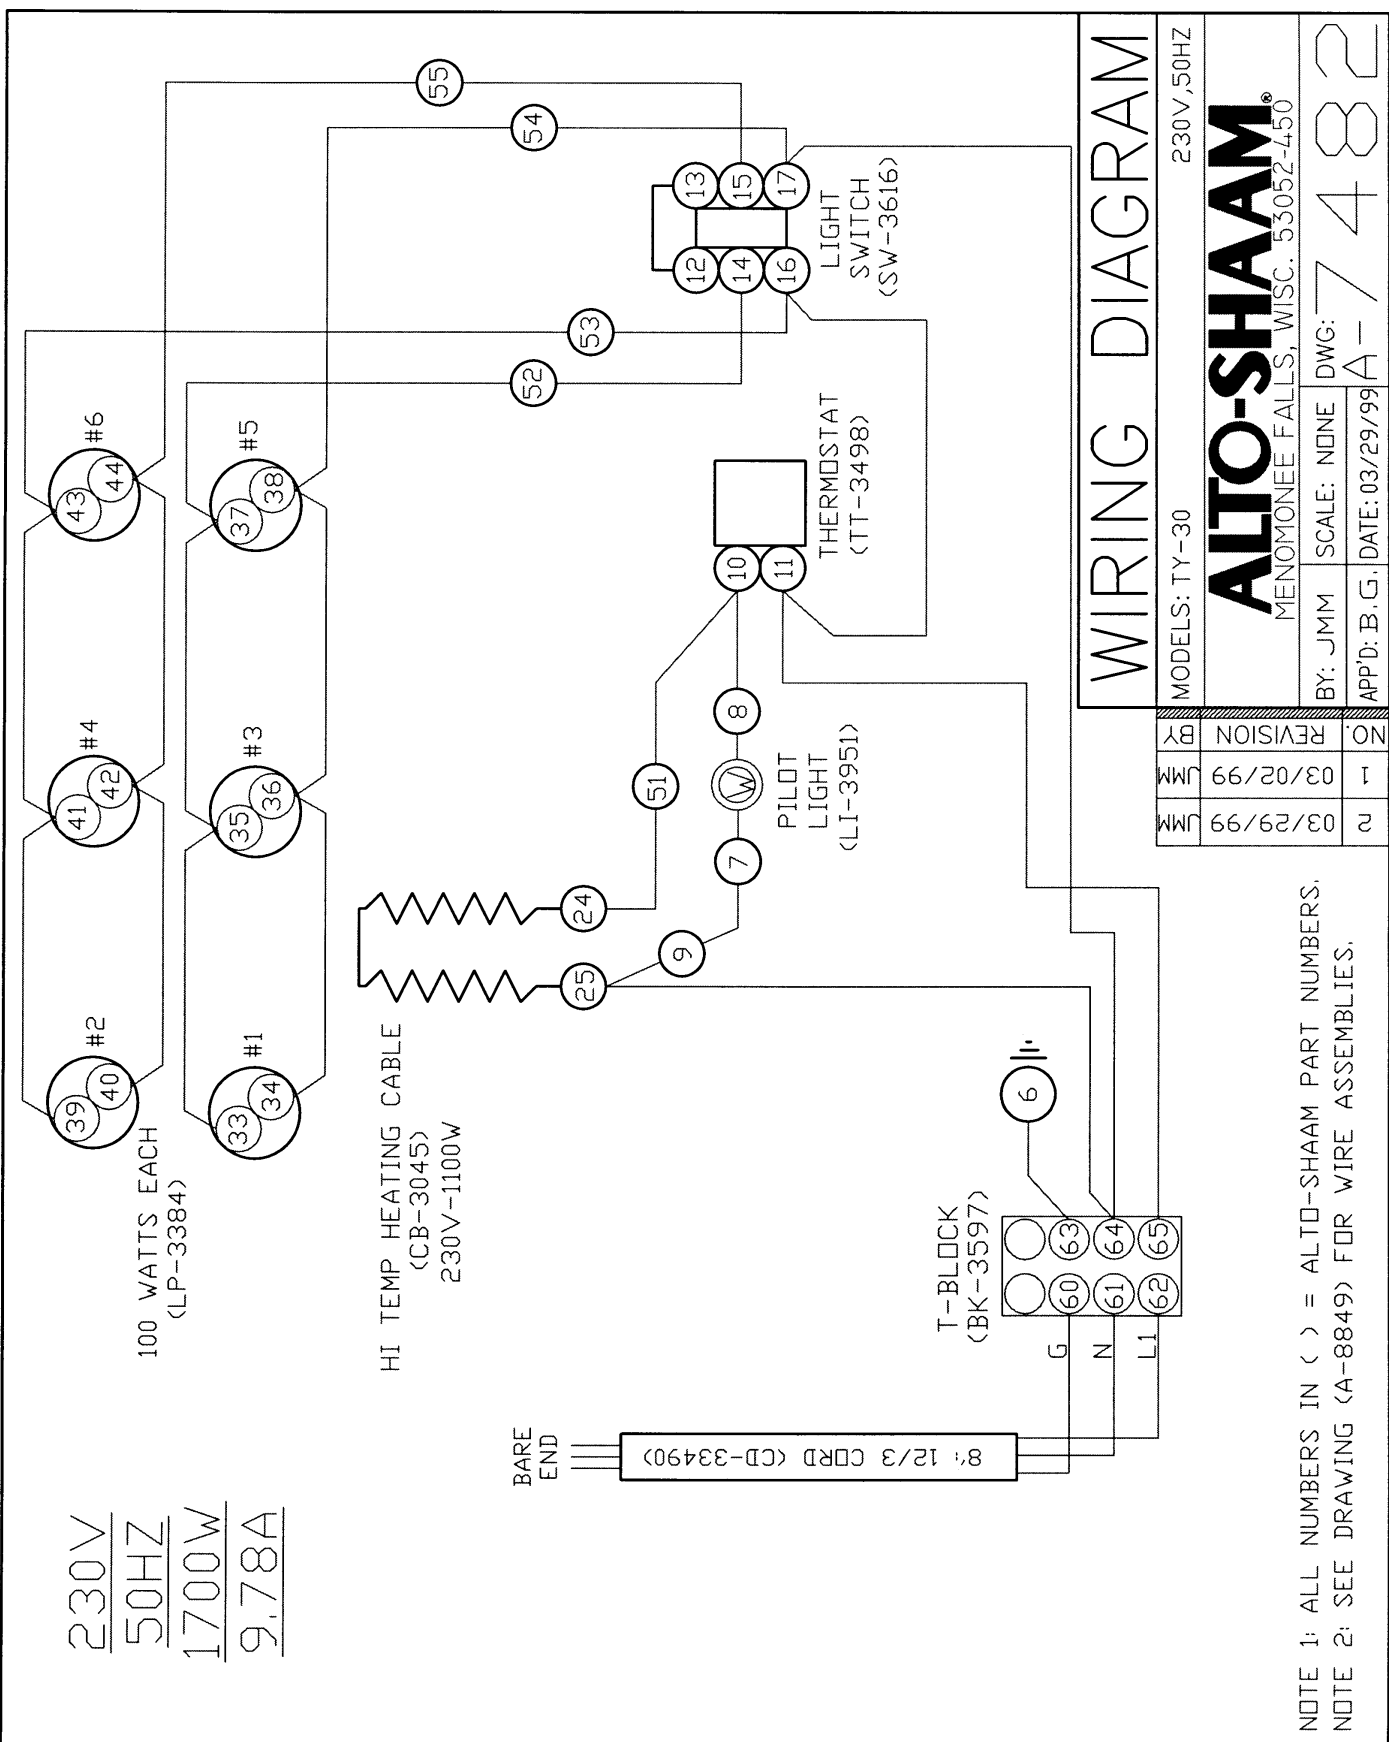 230V
50HZ
1700W
9.78A
100 WATTS EACH
(LP-3384)
39
40
#2
41
42
#4
43
44
#6
33
34
#1
35
36
#3
37
38
#5
55
54
53
52
HI TEMP HEATING CABLE
(CB-3045)
230V-1100W
25
24
9
51
7
W
8
PILOT
LIGHT
(LI-3951)
10
11
THERMOSTAT
(TT-3498)
12
13
14
15
16
17
LIGHT
SWITCH
(SW-3616)
BARE
END
8'; 12/3 CORD (CD-33490)
G
N
L1
T-BLOCK
(BK-3597)
60
63
61
64
62
65
6
NOTE 1: ALL NUMBERS IN ( ) = ALTO-SHAAM PART NUMBERS.
NOTE 2: SEE DRAWING (A-8849) FOR WIRE ASSEMBLIES.
NO. REVISION BY
1 03/02/99 JMM
2 03/29/99 JMM
WIRING DIAGRAM
MODELS: TY-30 230V,50HZ
ALTO-SHAAM®
MENOMONEE FALLS, WISC. 53052-450
BY: JMM SCALE: NONE DWG:
APP'D: B.G. DATE: 03/29/99 A-7482